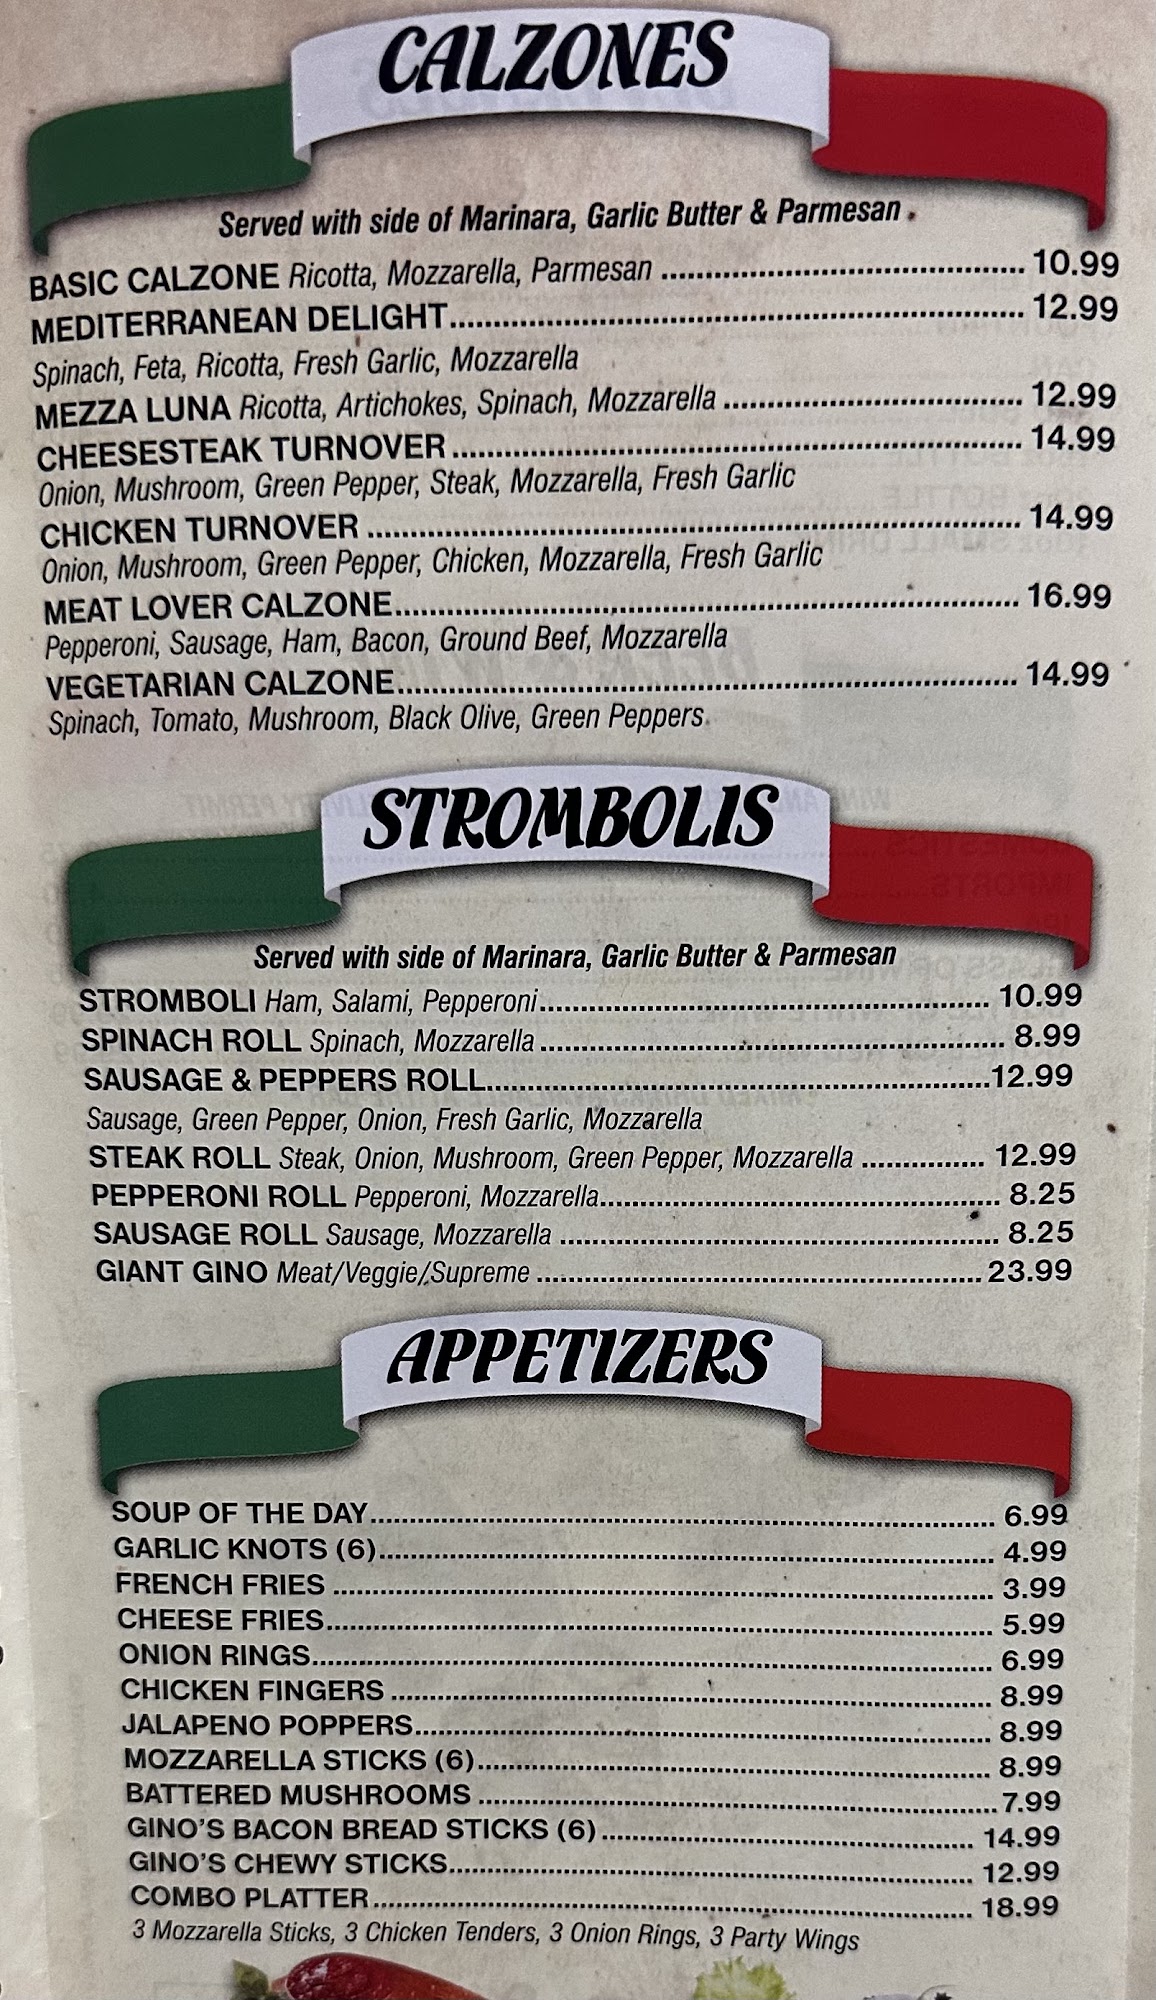 CALZONES
Served with side of Marinara, Garlic Butter & Parmesan.
BASIC CALZONE Ricotta, Mozzarella, Parmesan ........ 10.99
MEDITERRANEAN DELIGHT........ 12.99
Spinach, Feta, Ricotta, Fresh Garlic, Mozzarella
MEZZA LUNA Ricotta, Artichokes, Spinach, Mozzarella ........ 12.99
CHEESESTEAK TURNOVER ........ 14.99
Onion, Mushroom, Green Pepper, Steak, Mozzarella, Fresh Garlic
CHICKEN TURNOVER ........ 14.99
Onion, Mushroom, Green Pepper, Chicken, Mozzarella, Fresh Garlic
MEAT LOVER CALZONE........ 16.99
Pepperoni, Sausage, Ham, Bacon, Ground Beef, Mozzarella
VEGETARIAN CALZONE........ 14.99
Spinach, Tomato, Mushroom, Black Olive, Green Peppers
STROMBOLIS
Served with side of Marinara, Garlic Butter & Parmesan
STROMBOLI Ham, Salami, Pepperoni........ 10.99
SPINACH ROLL Spinach, Mozzarella ........ 8.99
SAUSAGE & PEPPERS ROLL........12.99
Sausage, Green Pepper, Onion, Fresh Garlic, Mozzarella
STEAK ROLL Steak, Onion, Mushroom, Green Pepper, Mozzarella ........ 12.99
PEPPERONI ROLL Pepperoni, Mozzarella........ 8.25
SAUSAGE ROLL Sausage, Mozzarella ........ 8.25
GIANT GINO Meat/Veggie/Supreme ........ 23.99
APPETIZERS
SOUP OF THE DAY........ 6.99
GARLIC KNOTS (6)........ 4.99
FRENCH FRIES ........ 3.99
CHEESE FRIES........ 5.99
ONION RINGS........ 6.99
CHICKEN FINGERS ........ 8.99
JALAPENO POPPERS........ 8.99
MOZZARELLA STICKS (6)........ 8.99
BATTERED MUSHROOMS ........ 7.99
GINO'S BACON BREAD STICKS (6)........ 14.99
GINO'S CHEWY STICKS........ 12.99
COMBO PLATTER........ 18.99
3 Mozzarella Sticks, 3 Chicken Tenders, 3 Onion Rings, 3 Party Wings